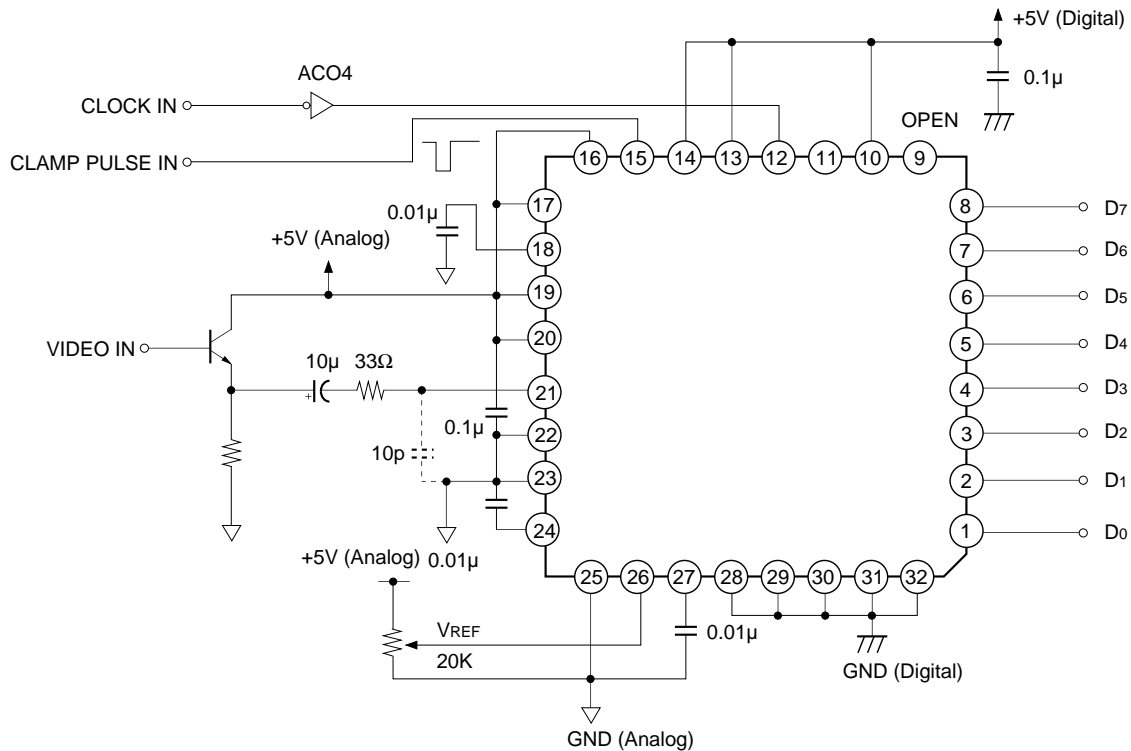 +5V (Digital)
ACO4
0.1µ
CLOCK IN
OPEN
CLAMP PULSE IN
16 15 14 13 12 11 10 9
17
8 D7
0.01µ
18
7 D6
+5V (Analog)
19
6 D5
20
5 D4
VIDEO IN
10µ 33Ω
21
4 D3
0.1µ
22
3 D2
10p
23
2 D1
24
1 D0
+5V (Analog) 0.01µ
25 26 27 28 29 30 31 32
VREF
0.01µ
20K
GND (Digital)
GND (Analog)